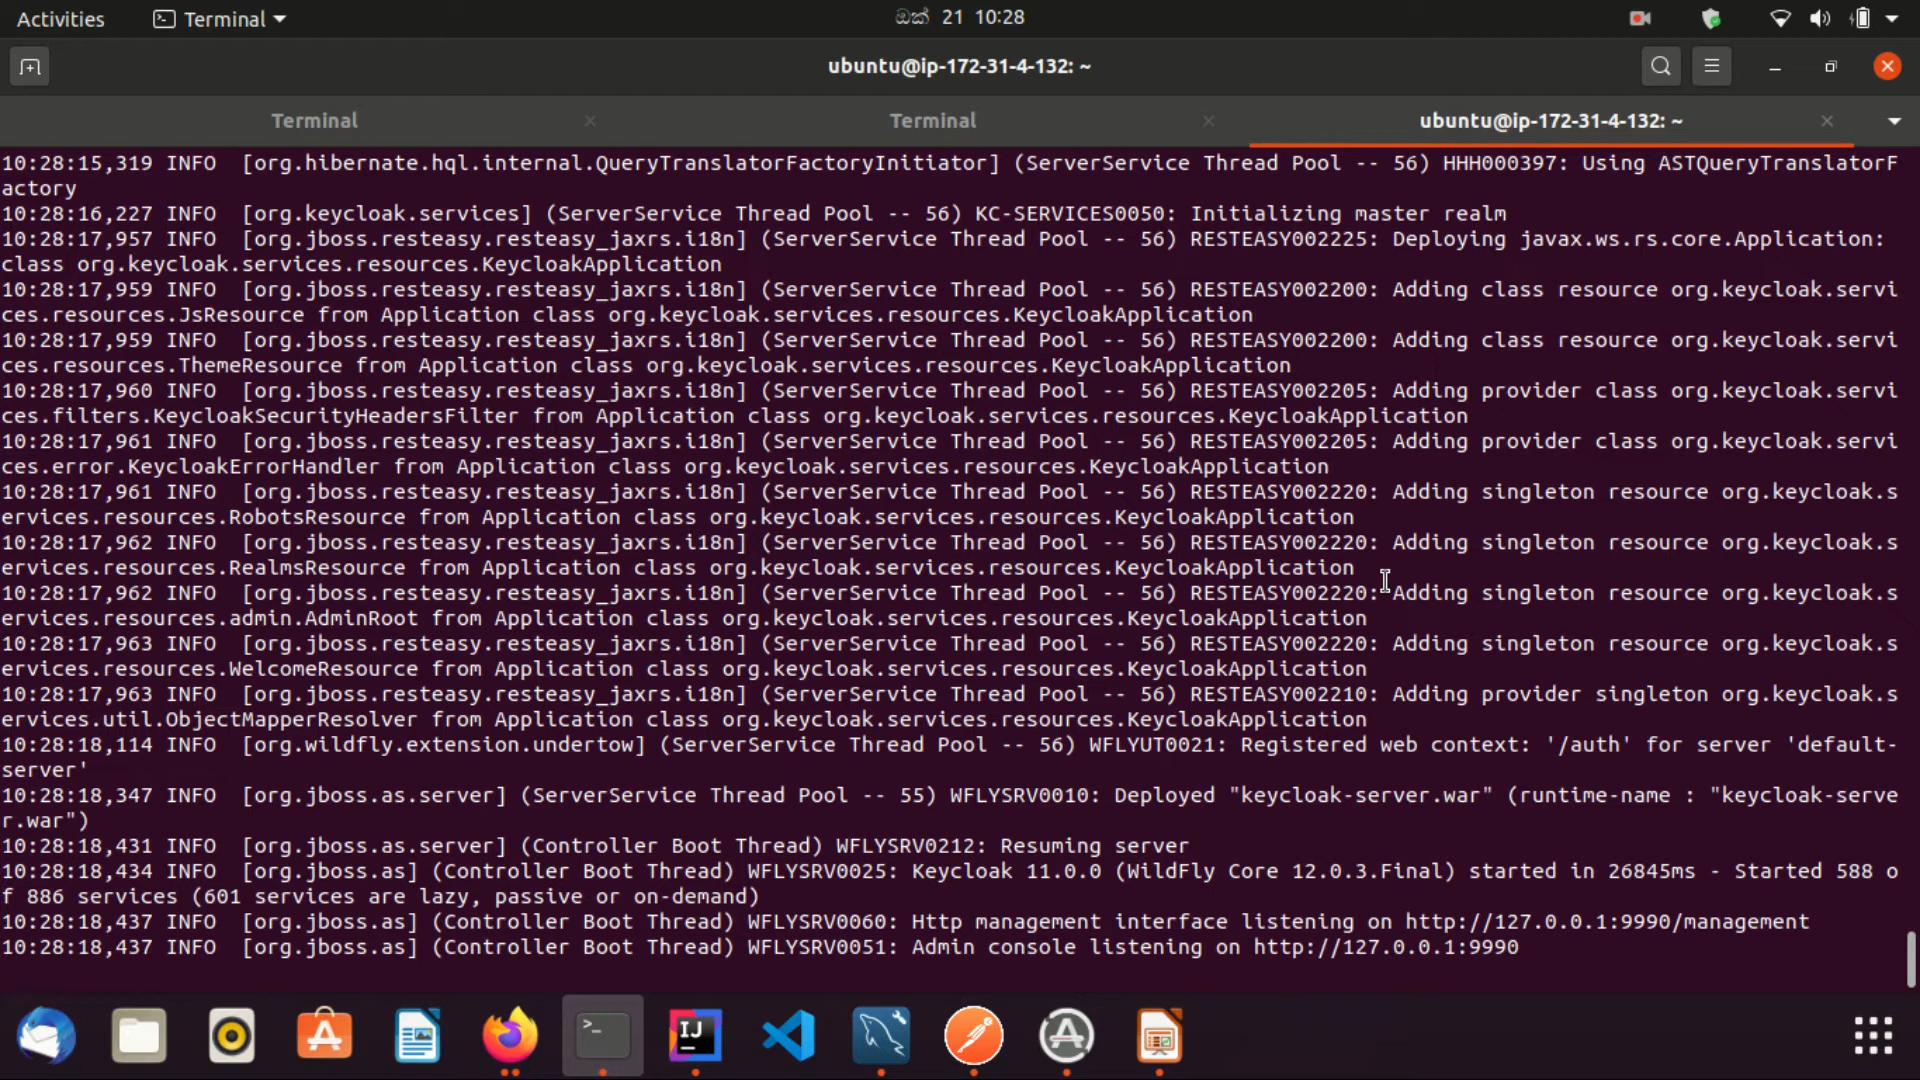 Activities
Terminal
ඔක් 21 10:28
ubuntu@ip-172-31-4-132: ~
Terminal
Terminal
ubuntu@ip-172-31-4-132: ~
10:28:15,319 INFO  [org.hibernate.hql.internal.QueryTranslatorFactoryInitiator] (ServerService Thread Pool -- 56) HHH000397: Using ASTQueryTranslatorF
actory
10:28:16,227 INFO  [org.keycloak.services] (ServerService Thread Pool -- 56) KC-SERVICES0050: Initializing master realm
10:28:17,957 INFO  [org.jboss.resteasy.resteasy_jaxrs.i18n] (ServerService Thread Pool -- 56) RESTEASY002225: Deploying javax.ws.rs.core.Application:
class org.keycloak.services.resources.KeycloakApplication
10:28:17,959 INFO  [org.jboss.resteasy.resteasy_jaxrs.i18n] (ServerService Thread Pool -- 56) RESTEASY002200: Adding class resource org.keycloak.servi
ces.resources.JsResource from Application class org.keycloak.services.resources.KeycloakApplication
10:28:17,959 INFO  [org.jboss.resteasy.resteasy_jaxrs.i18n] (ServerService Thread Pool -- 56) RESTEASY002200: Adding class resource org.keycloak.servi
ces.resources.ThemeResource from Application class org.keycloak.services.resources.KeycloakApplication
10:28:17,960 INFO  [org.jboss.resteasy.resteasy_jaxrs.i18n] (ServerService Thread Pool -- 56) RESTEASY002205: Adding provider class org.keycloak.servi
ces.filters.KeycloakSecurityHeadersFilter from Application class org.keycloak.services.resources.KeycloakApplication
10:28:17,961 INFO  [org.jboss.resteasy.resteasy_jaxrs.i18n] (ServerService Thread Pool -- 56) RESTEASY002205: Adding provider class org.keycloak.servi
ces.error.KeycloakErrorHandler from Application class org.keycloak.services.resources.KeycloakApplication
10:28:17,961 INFO  [org.jboss.resteasy.resteasy_jaxrs.i18n] (ServerService Thread Pool -- 56) RESTEASY002220: Adding singleton resource org.keycloak.s
ervices.resources.RobotsResource from Application class org.keycloak.services.resources.KeycloakApplication
10:28:17,962 INFO  [org.jboss.resteasy.resteasy_jaxrs.i18n] (ServerService Thread Pool -- 56) RESTEASY002220: Adding singleton resource org.keycloak.s
ervices.resources.RealmsResource from Application class org.keycloak.services.resources.KeycloakApplication
10:28:17,962 INFO  [org.jboss.resteasy.resteasy_jaxrs.i18n] (ServerService Thread Pool -- 56) RESTEASY002220: Adding singleton resource org.keycloak.s
ervices.resources.admin.AdminRoot from Application class org.keycloak.services.resources.KeycloakApplication
10:28:17,963 INFO  [org.jboss.resteasy.resteasy_jaxrs.i18n] (ServerService Thread Pool -- 56) RESTEASY002220: Adding singleton resource org.keycloak.s
ervices.resources.WelcomeResource from Application class org.keycloak.services.resources.KeycloakApplication
10:28:17,963 INFO  [org.jboss.resteasy.resteasy_jaxrs.i18n] (ServerService Thread Pool -- 56) RESTEASY002210: Adding provider singleton org.keycloak.s
ervices.util.ObjectMapperResolver from Application class org.keycloak.services.resources.KeycloakApplication
10:28:18,114 INFO  [org.wildfly.extension.undertow] (ServerService Thread Pool -- 56) WFLYUT0021: Registered web context: '/auth' for server 'default-
server'
10:28:18,347 INFO  [org.jboss.as.server] (ServerService Thread Pool -- 55) WFLYSRV0010: Deployed "keycloak-server.war" (runtime-name : "keycloak-serve
r.war")
10:28:18,431 INFO  [org.jboss.as.server] (Controller Boot Thread) WFLYSRV0212: Resuming server
10:28:18,434 INFO  [org.jboss.as] (Controller Boot Thread) WFLYSRV0025: Keycloak 11.0.0 (WildFly Core 12.0.3.Final) started in 26845ms - Started 588 o
f 886 services (601 services are lazy, passive or on-demand)
10:28:18,437 INFO  [org.jboss.as] (Controller Boot Thread) WFLYSRV0060: Http management interface listening on http://127.0.0.1:9990/management
10:28:18,437 INFO  [org.jboss.as] (Controller Boot Thread) WFLYSRV0051: Admin console listening on http://127.0.0.1:9990
IJ